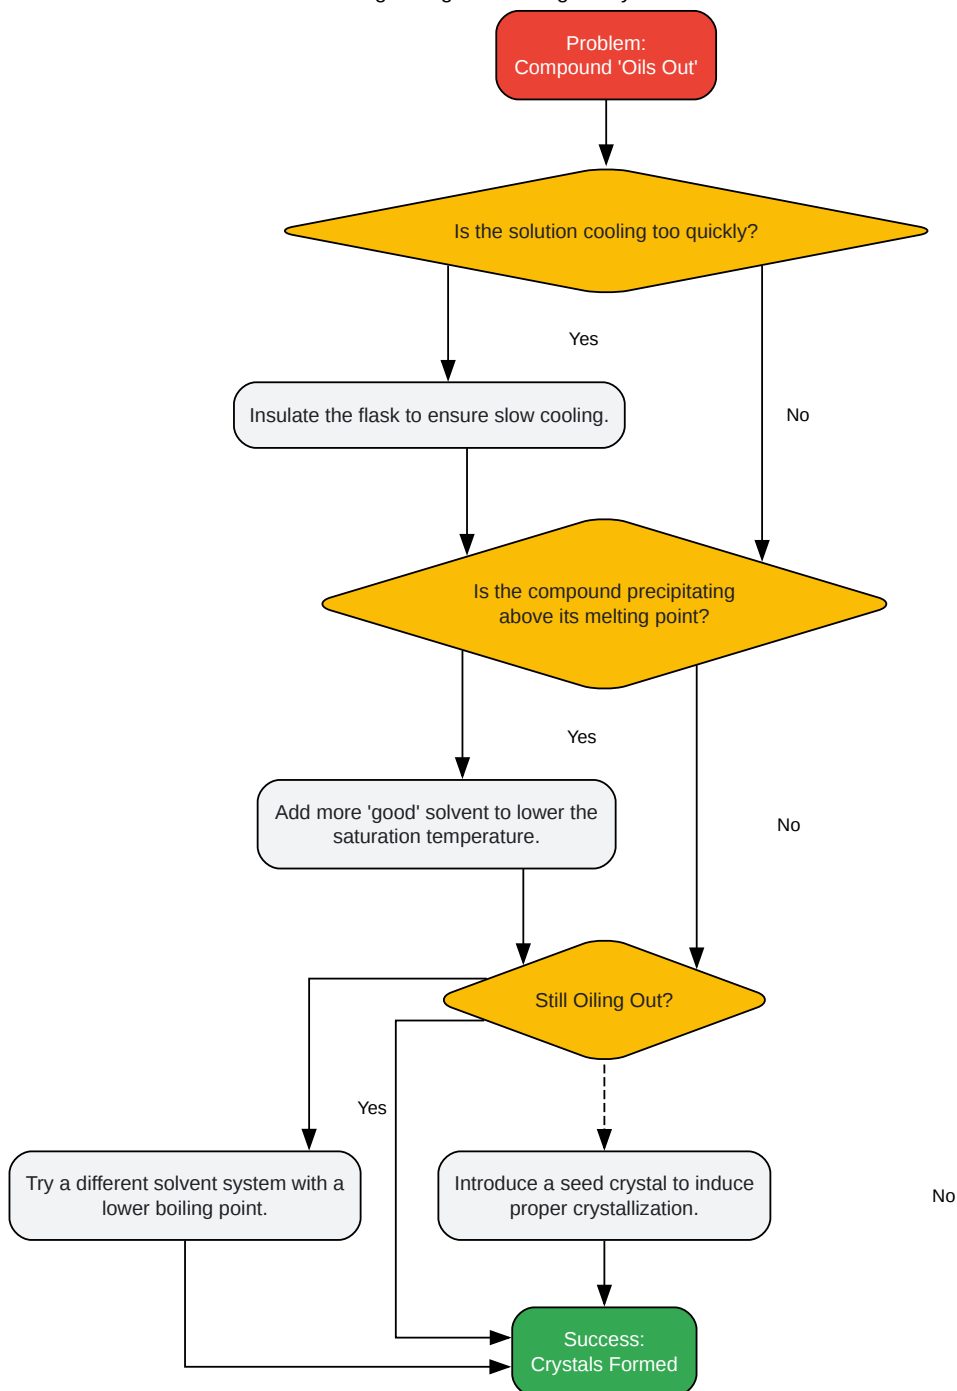 Problem:
Compound 'Oils Out'
Is the solution cooling too quickly?
Yes
Insulate the flask to ensure slow cooling.
No
Is the compound precipitating
above its melting point?
Yes
Add more 'good' solvent to lower the
saturation temperature.
No
Still Oiling Out?
Yes
Try a different solvent system with a
lower boiling point.
Introduce a seed crystal to induce
proper crystallization.
No
Success:
Crystals Formed